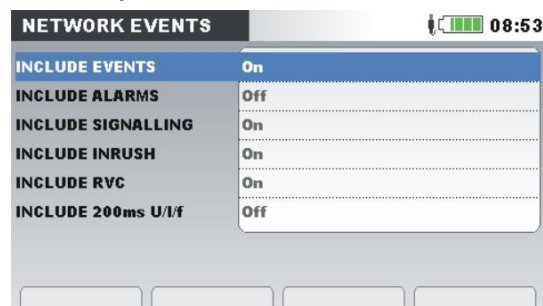 NETWORK EVENTS 08:53
INCLUDE EVENTS On
INCLUDE ALARMS Off
INCLUDE SIGNALLING On
INCLUDE INRUSH On
INCLUDE RVC On
INCLUDE 200ms U/I/f Off